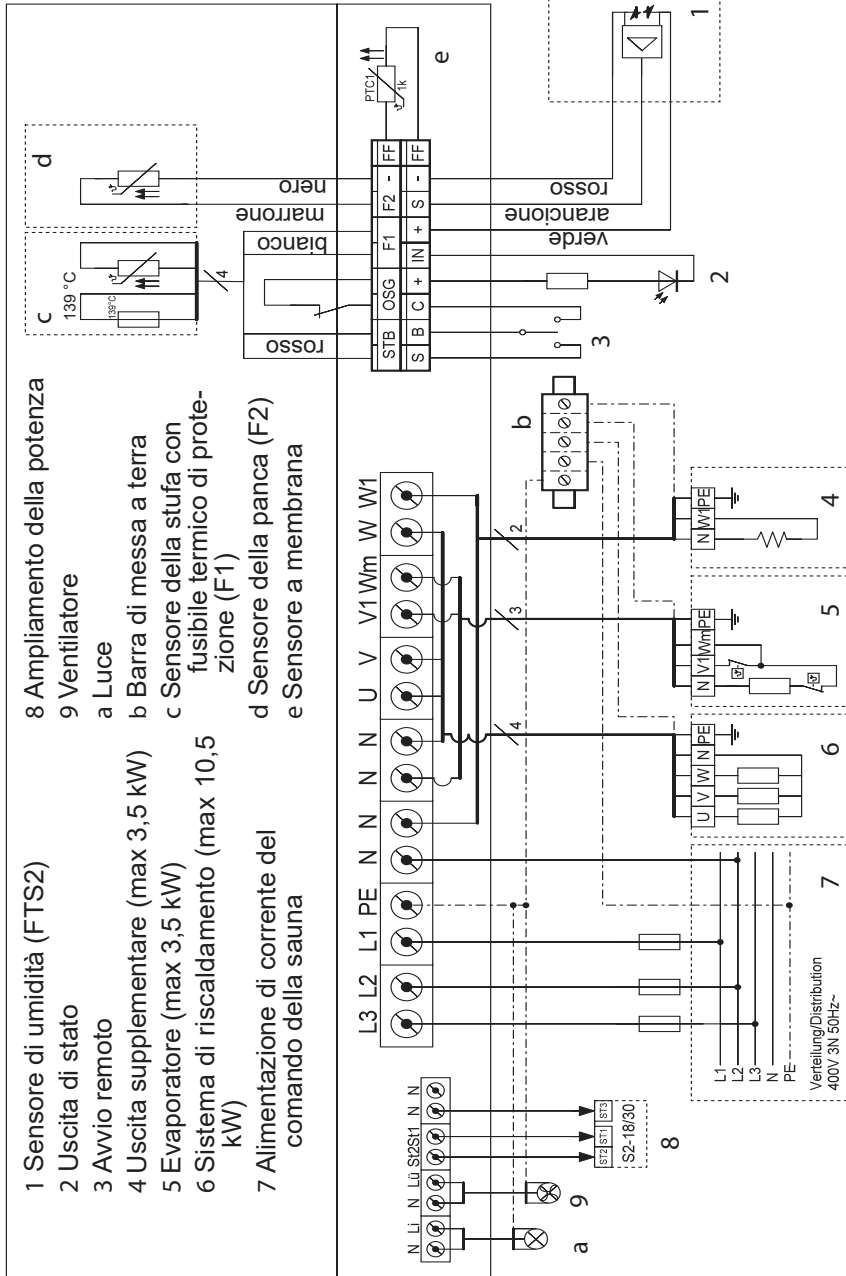 1 Sensore di umidità (FTS2)
2 Uscita di stato
3 Avvio remoto
4 Uscita supplementare (max 3,5 kW)
5 Evaporatore (max 3,5 kW)
6 Sistema di riscaldamento (max 10,5
kW)
7 Alimentazione di corrente del
comando della sauna
8 Ampliamento della potenza
9 Ventilatore
a Luce
b Barra di messa a terra
c Sensore della stufa con
fusibile termico di prote-
zione (F1)
d Sensore della panca (F2)
e Sensore a membrana
c
139 °C
139°C
d
4
rosso
bianco
marrone
nero
PTC1
1k
e
STB OSG F1 F2 - FF
S B C + IN + S - FF
verde
arancione
rosso
3
2
1
N Li N Lü St2 St1 N N
L3 L2 L1 PE N N N N U V V1 Wm W W1
b
a
9
ST2 ST1 ST3
S2-18/30
8
4
3
2
L1
L2
L3
N
PE
Verteilung/Distribution
400V 3N 50Hz~
7
U V W N PE
6
N V1 Wm PE
5
N W1 PE
4